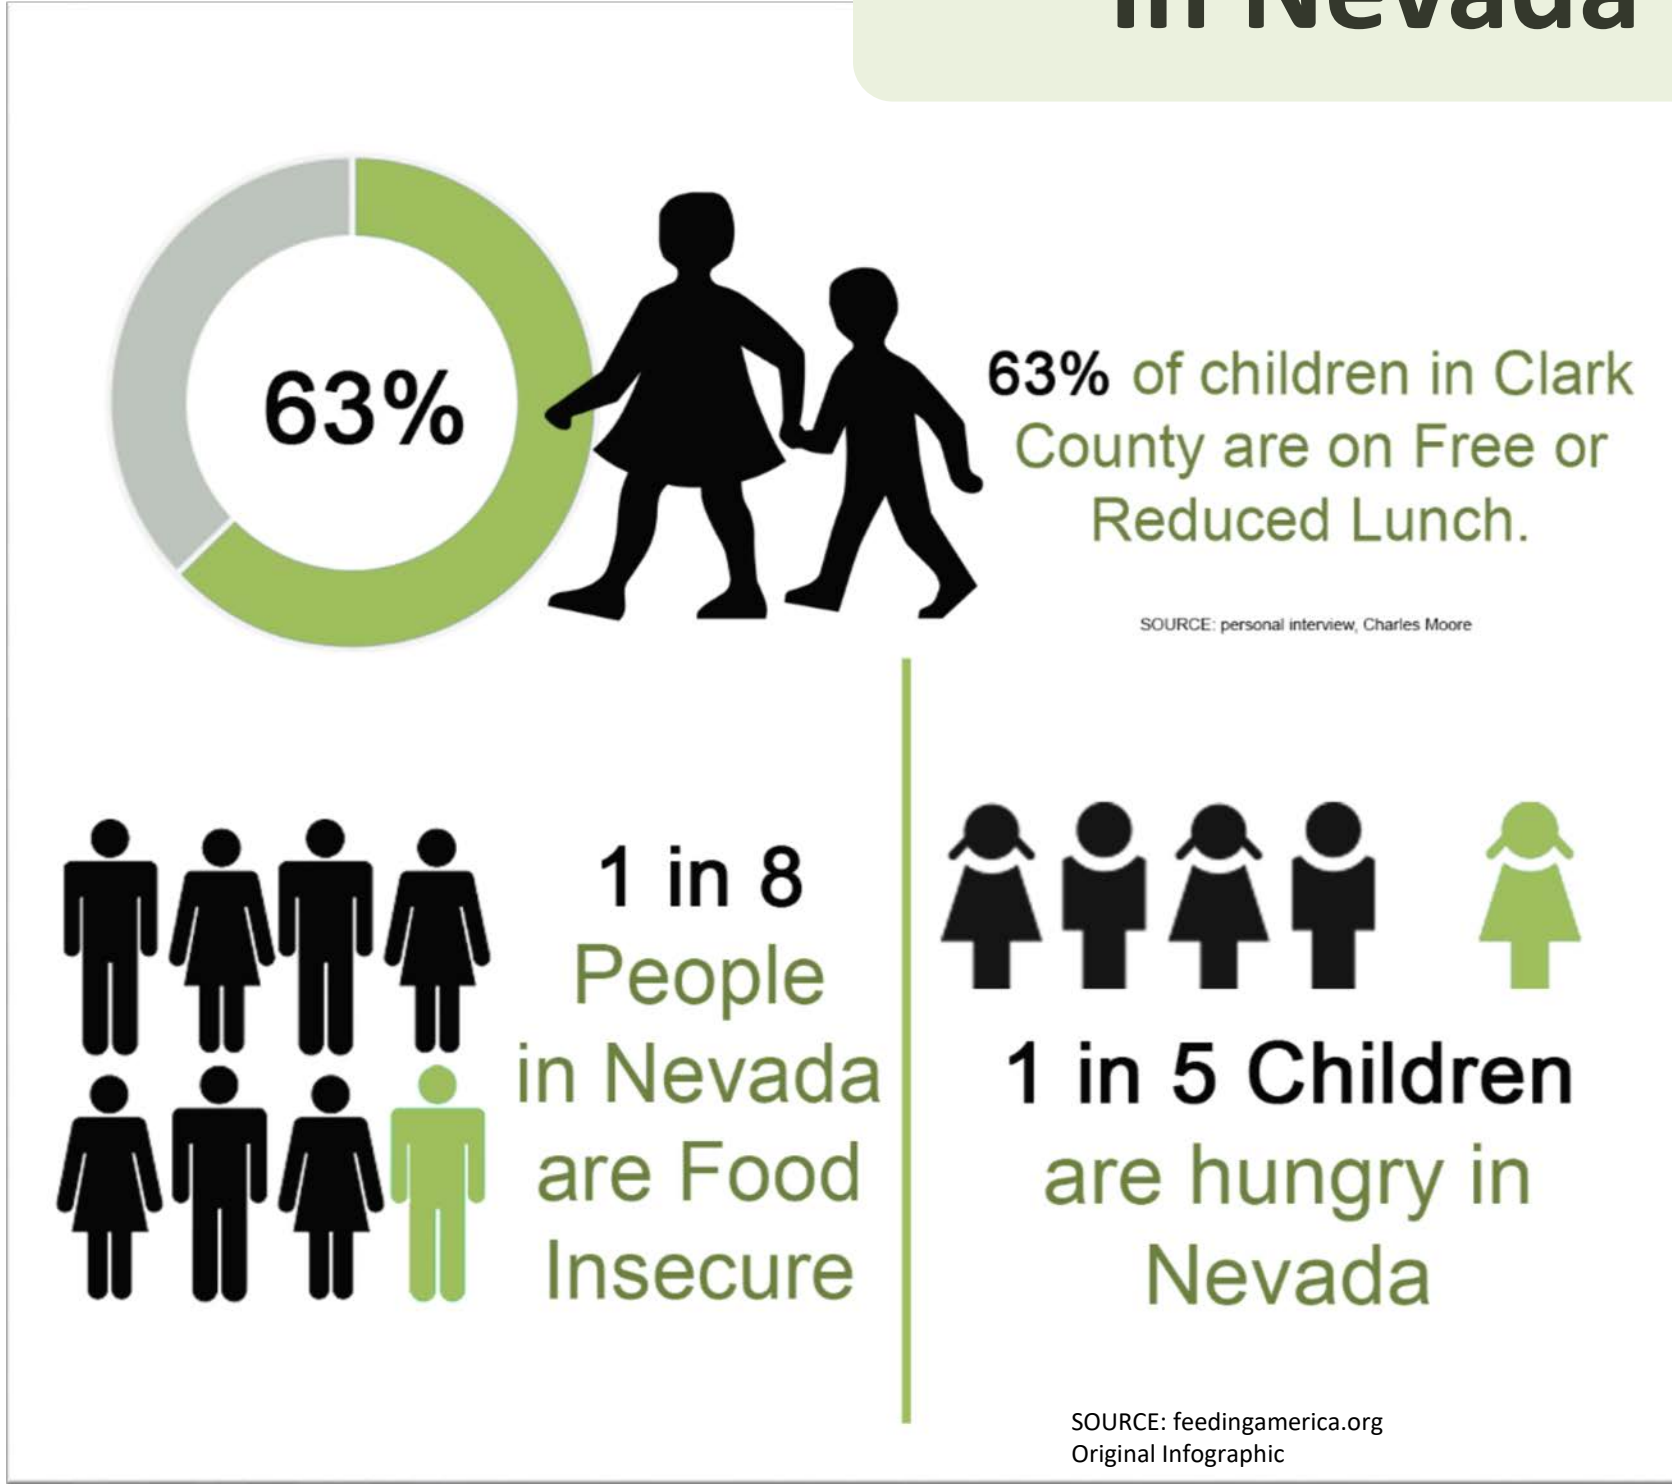 in Nevada
63%
63% of children in Clark
County are on Free or
Reduced Lunch.
SOURCE: personal interview, Charles Moore
1 in 8
People
in Nevada
are Food
Insecure
1 in 5 Children
are hungry in
Nevada
SOURCE: feedingamerica.org
Original Infographic